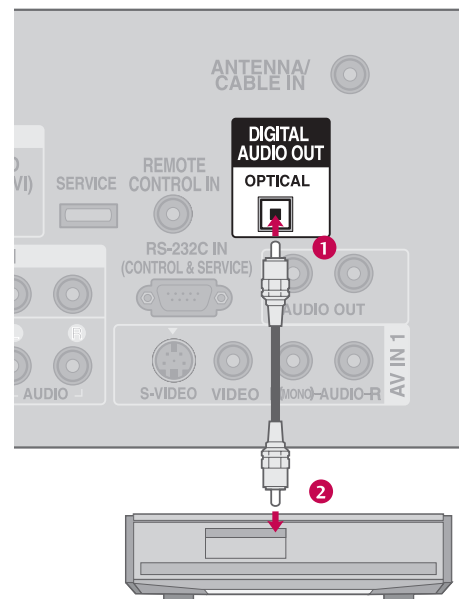 ANTENNA/
CABLE IN
DIGITAL
AUDIO OUT
OPTICAL
VI)
SERVICE
REMOTE
CONTROL IN
1
RS-232C IN
(CONTROL & SERVICE)
AUDIO OUT
R
AUDIO
S-VIDEO
VIDEO
(MONO)
AUDIO
R
AV IN 1
2